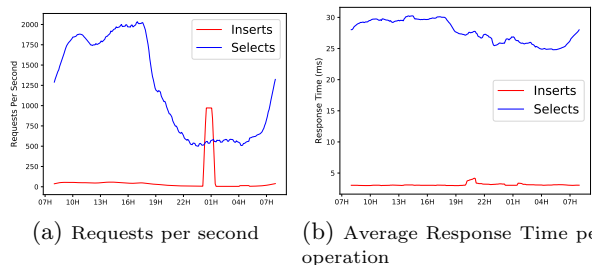 2000
1750
1500
1250
1000
750
500
250
0
Requests Per Second
Inserts
Selects
07H 10H 13H 16H 19H 22H 01H 04H 07H
(a) Requests per second
30
25
20
15
10
5
Response Time (ms)
Inserts
Selects
07H 10H 13H 16H 19H 22H 01H 04H 07H
(b) Average Response Time pe
operation